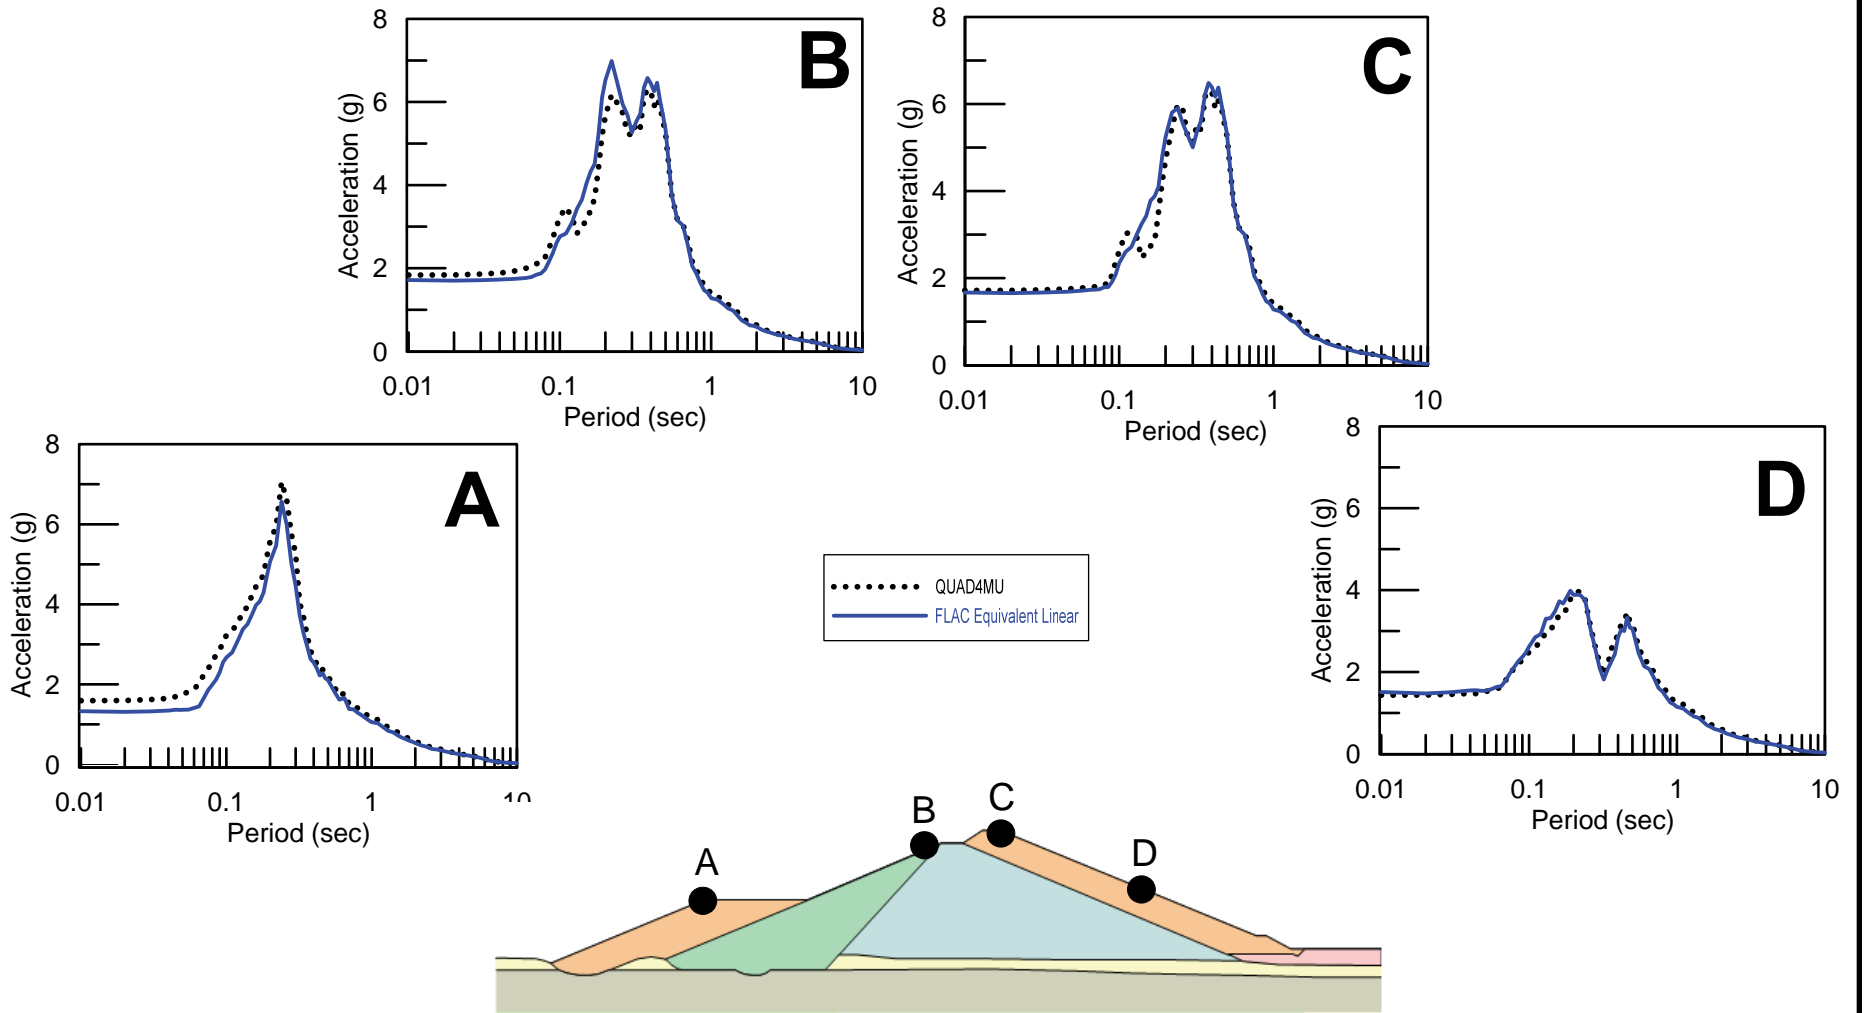 8
6
4
2
0
Acceleration (g)
B
0.01 0.1 1 10
Period (sec)
8
6
4
2
0
Acceleration (g)
C
0.01 0.1 1 10
Period (sec)
8
6
4
2
0
Acceleration (g)
A
0.01 0.1 1 10
Period (sec)
QUAD4MU
FLAC Equivalent Linear
8
6
4
2
0
Acceleration (g)
D
0.01 0.1 1 10
Period (sec)
A
B
C
D